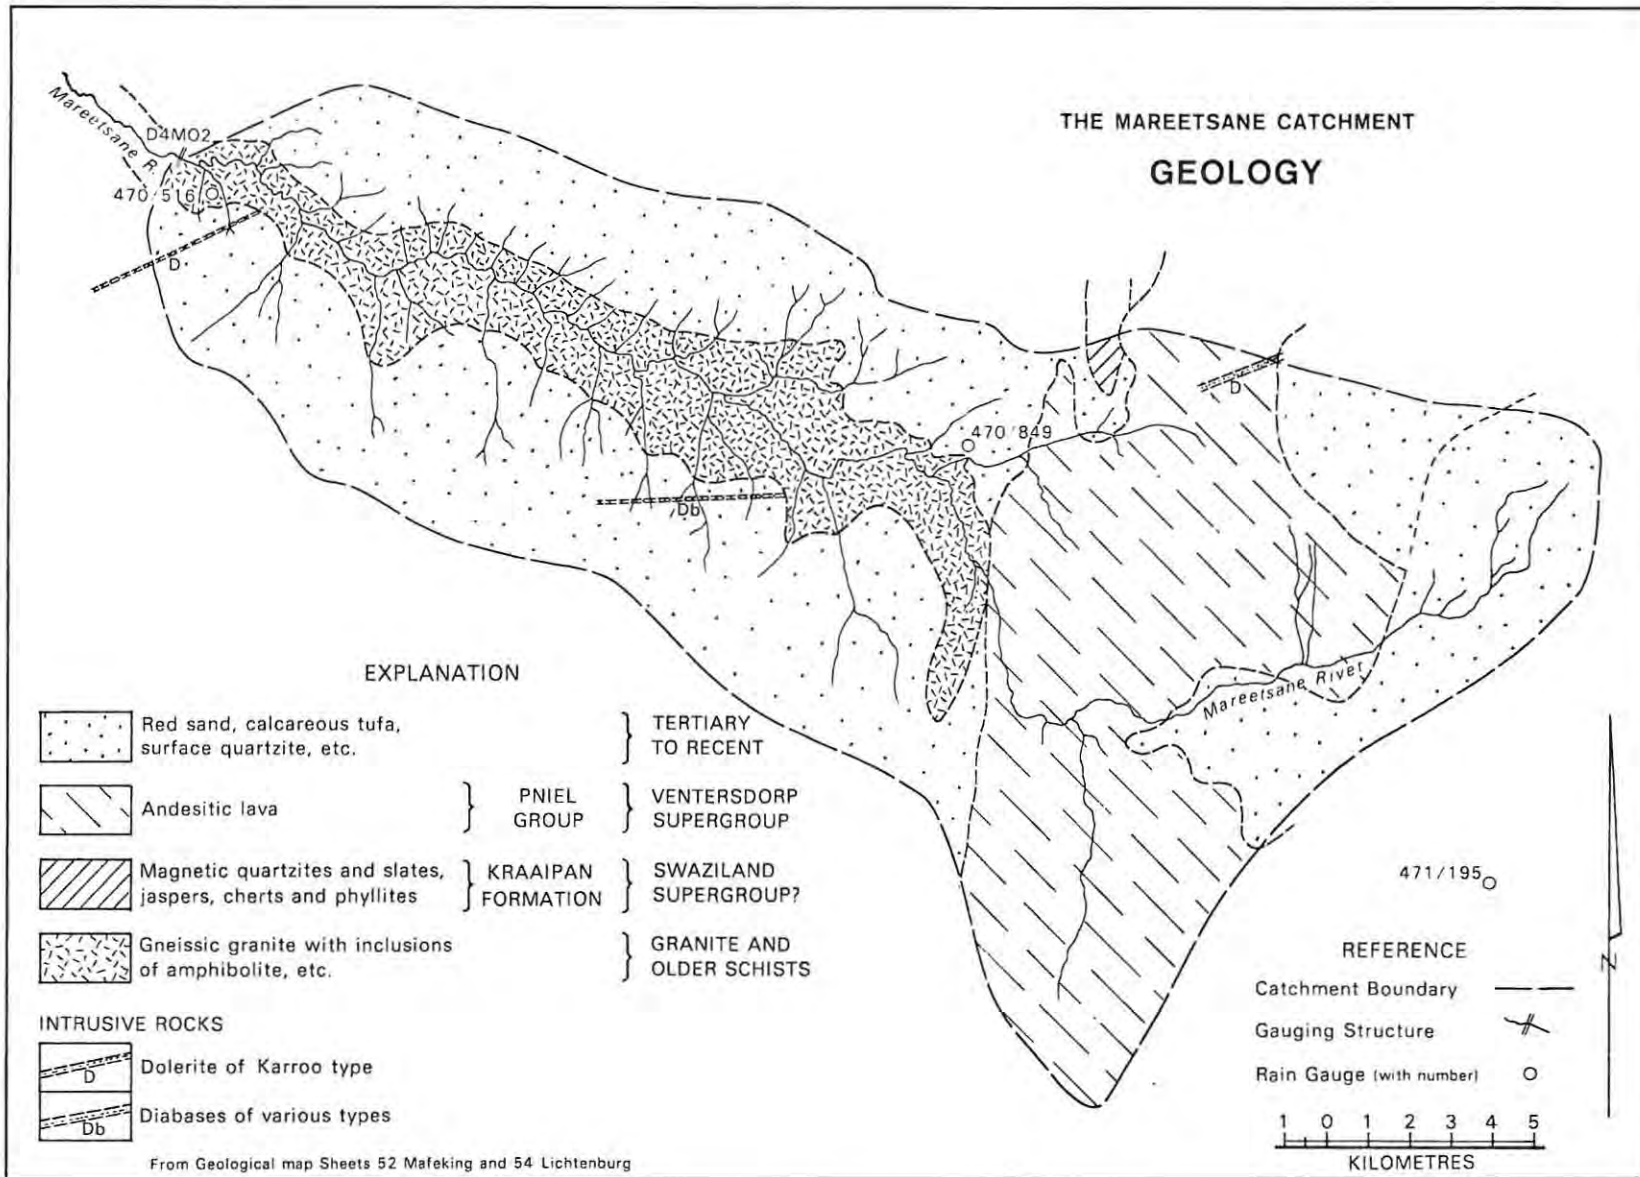 THE MAREETSANE CATCHMENT
GEOLOGY
Mareetsane R.
D4M02
470/516
D
470/849
D
Db
Mareetsane River
471/195
EXPLANATION
Red sand, calcareous tufa,
surface quartzite, etc.
TERTIARY
TO RECENT
Andesitic lava
PNIEL
GROUP
VENTERSDORP
SUPERGROUP
Magnetic quartzites and slates,
jaspers, cherts and phyllites
KRAAIPAN
FORMATION
SWAZILAND
SUPERGROUP?
Gneissic granite with inclusions
of amphibolite, etc.
GRANITE AND
OLDER SCHISTS
INTRUSIVE ROCKS
D
Dolerite of Karroo type
Db
Diabases of various types
From Geological map Sheets 52 Mafeking and 54 Lichtenburg
REFERENCE
Catchment Boundary
Gauging Structure
Rain Gauge (with number)
1 0 1 2 3 4 5
KILOMETRES
N